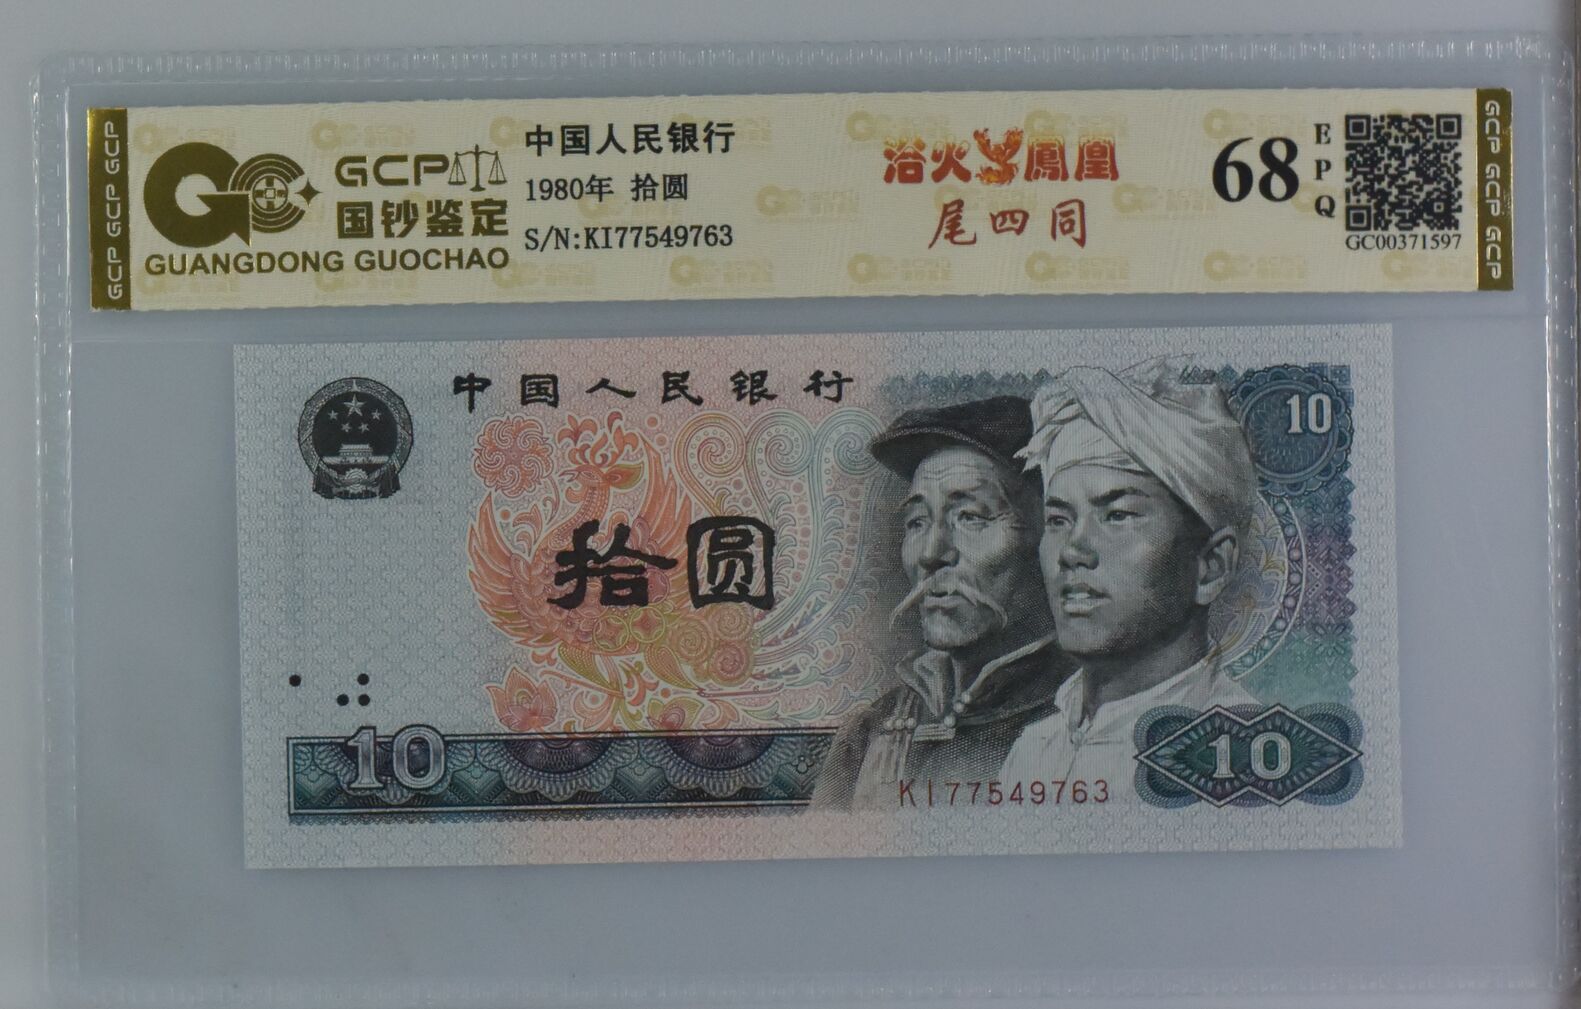 GCP GCP GCP
GCP
国钞鉴定
GUANGDONG GUOCHAO
中国人民银行
1980年 拾圆
S/N:KI77549763
浴火鳳凰
尾四同
68
EPQ
GC00371597
GCP GCP GCP
中国人民银行
10
拾圆
10
KI77549763
10